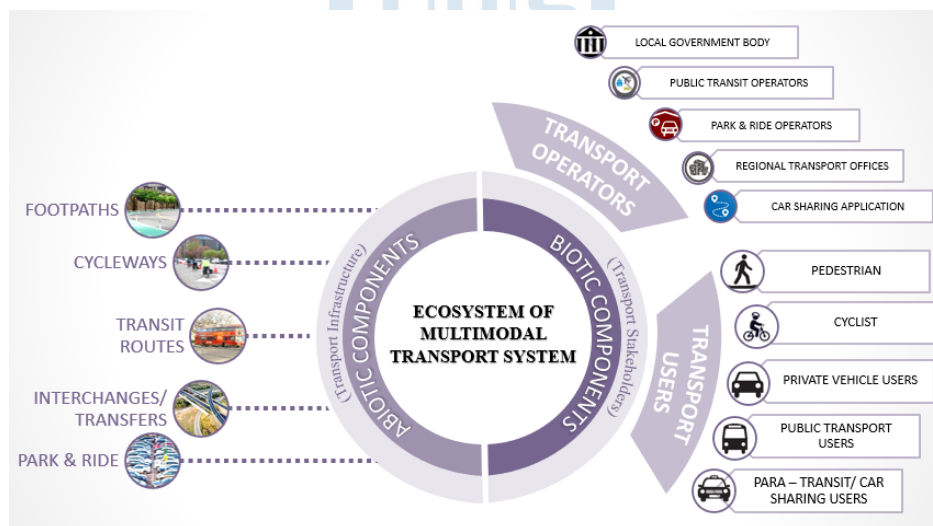 LOCAL GOVERNMENT BODY
PUBLIC TRANSIT OPERATORS
PARK & RIDE OPERATORS
REGIONAL TRANSPORT OFFICES
CAR SHARING APPLICATION
TRANSPORT
OPERATORS
FOOTPATHS
CYCLEWAYS
TRANSIT
ROUTES
INTERCHANGES/
TRANSFERS
PARK & RIDE
(Transport Infrastructure)
ABIOTIC COMPONENTS
ECOSYSTEM OF
MULTIMODAL
TRANSPORT SYSTEM
BIOTIC COMPONENTS
(Transport Stakeholders)
TRANSPORT
USERS
PEDESTRIAN
CYCLIST
PRIVATE VEHICLE USERS
PUBLIC TRANSPORT
USERS
PARA – TRANSIT/ CAR
SHARING USERS